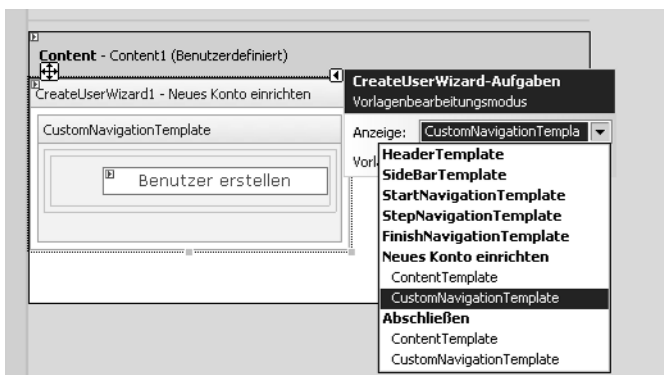 Content - Content1 (Benutzerdefiniert)
CreateUserWizard1 - Neues Konto einrichten
CustomNavigationTemplate
Benutzer erstellen
CreateUserWizard-Aufgaben
Vorlagenbearbeitungsmodus
Anzeige: CustomNavigationTempla
Vorl
HeaderTemplate
SideBarTemplate
StartNavigationTemplate
StepNavigationTemplate
FinishNavigationTemplate
Neues Konto einrichten
ContentTemplate
CustomNavigationTemplate
Abschließen
ContentTemplate
CustomNavigationTemplate